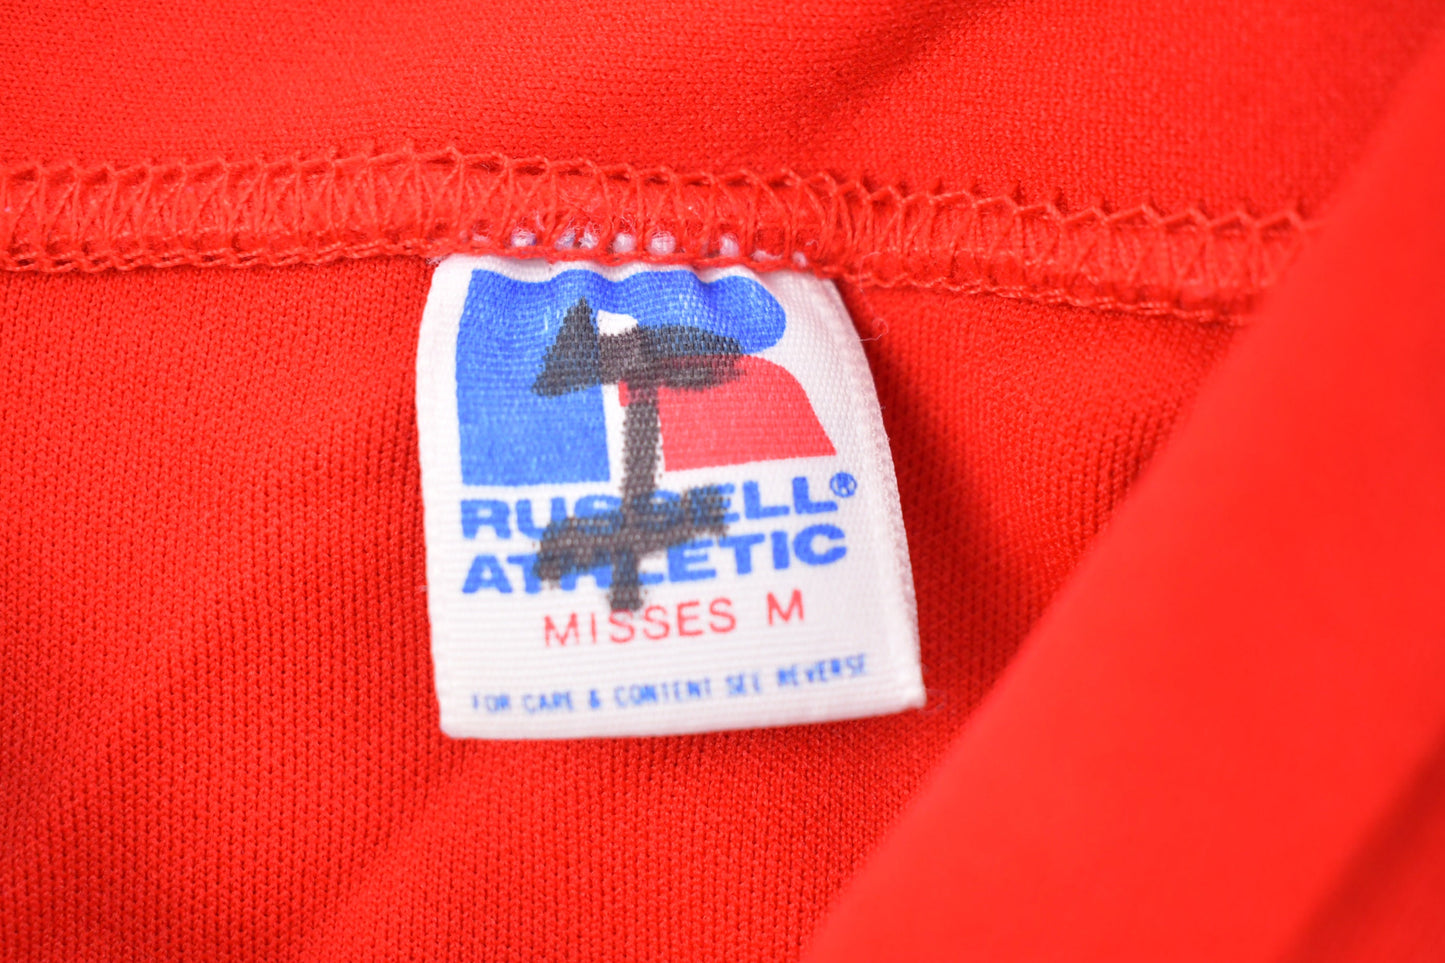 RUSSELL®
ATHLETIC
MISSES M
FOR CARE & CONTENT SEE REVERSE